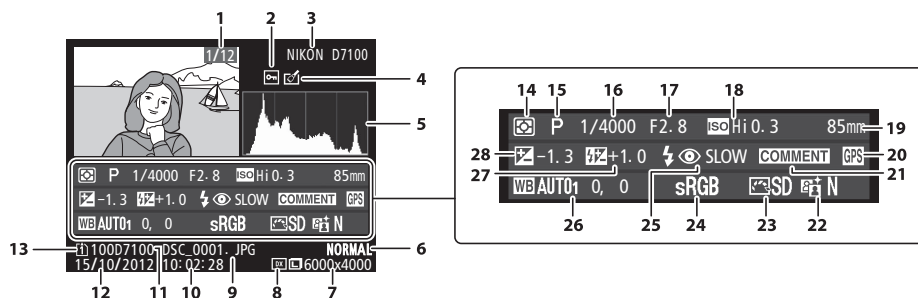 1 2 3
1/12 NIKON D7100
4
5
P 1/4000 F2.8 ISO Hi 0.3 85mm
-1.3 +1.0 SLOW COMMENT GPS
WB AUTO1 0, 0 sRGB SD N
13 1 100D7100 DSC_0001. JPG NORMAL 6
15/10/2012 10:02:28 DX L 6000x4000
12 11 10 9 8 7
14 15 16 17 18
P 1/4000 F2.8 ISO Hi 0.3 85mm 19
28 -1.3 +1.0 SLOW COMMENT GPS 20
27 25 21
WB AUTO1 0, 0 sRGB SD N
26 24 23 22